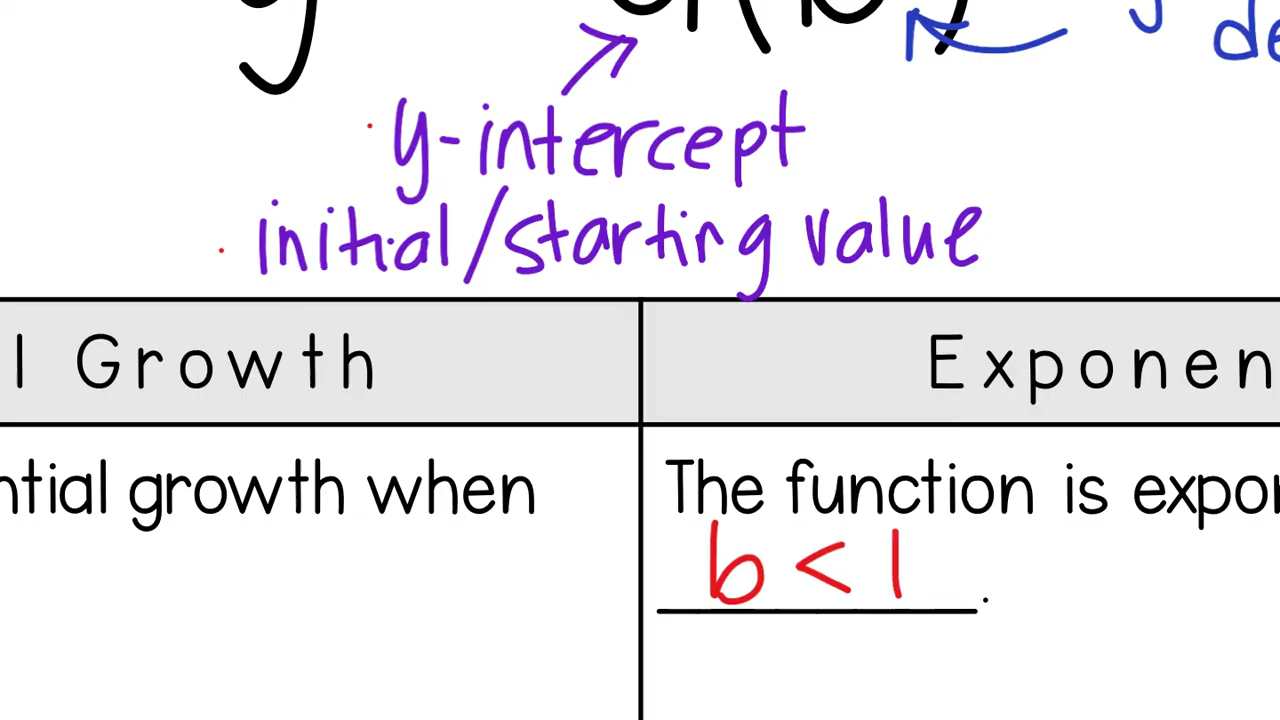 y-intercept
initial/starting value
l Growth
Exponen
ntial growth when
The function is expon
b < 1
.